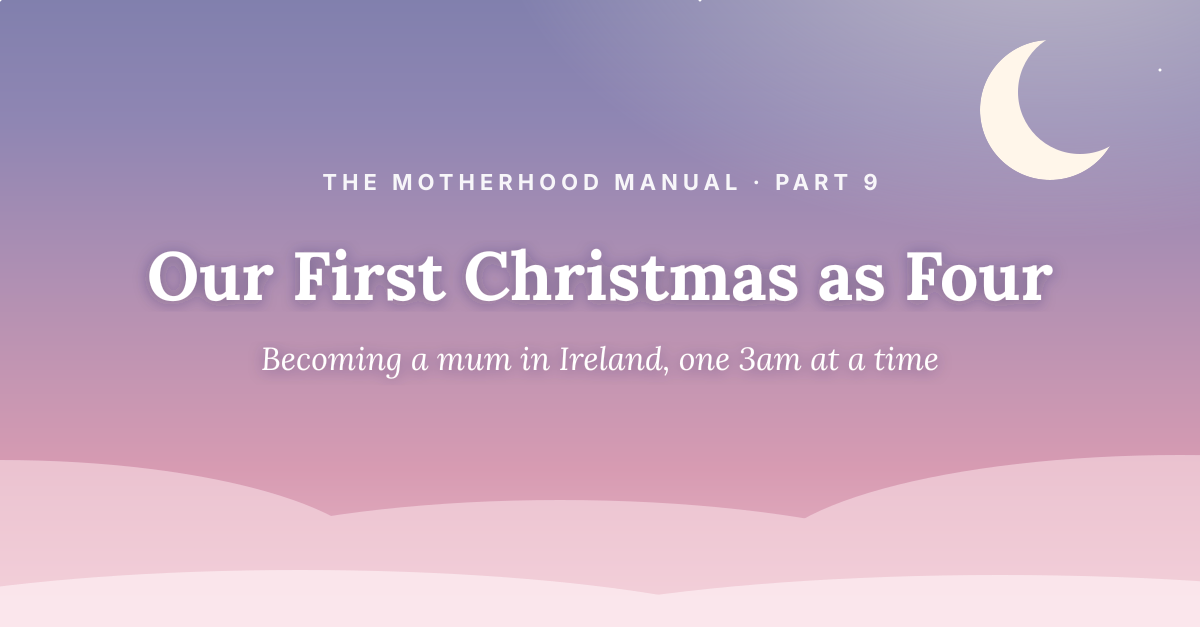 THE MOTHERHOOD MANUAL · PART 9
Our First Christmas as Four
Becoming a mum in Ireland, one 3am at a time